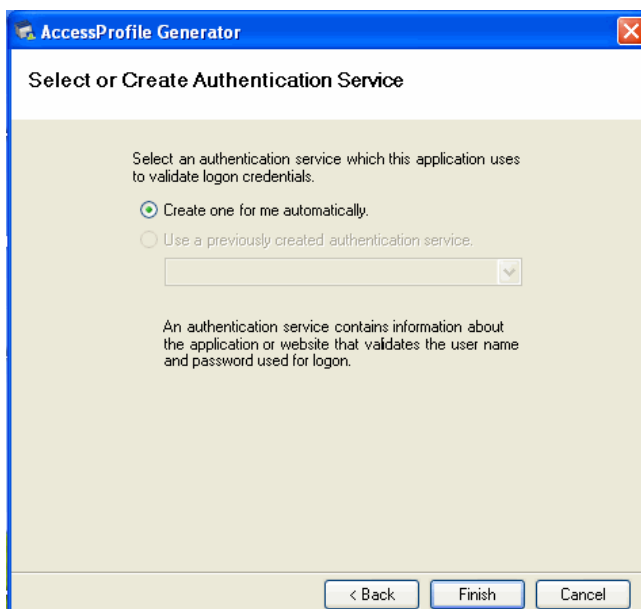 AccessProfile Generator
Select or Create Authentication Service
Select an authentication service which this application uses
to validate logon credentials.
Create one for me automatically.
Use a previously created authentication service.
An authentication service contains information about
the application or website that validates the user name
and password used for logon.
< Back Finish Cancel